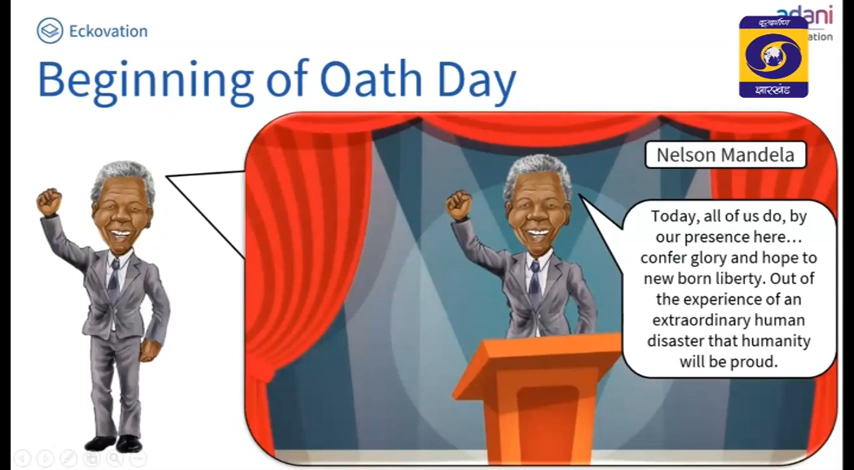 Eckovation
adani
ation
दूरदर्शन
झारखंड
Beginning of Oath Day
Nelson Mandela
Today, all of us do, by
our presence here...
confer glory and hope to
new born liberty. Out of
the experience of an
extraordinary human
disaster that humanity
will be proud.